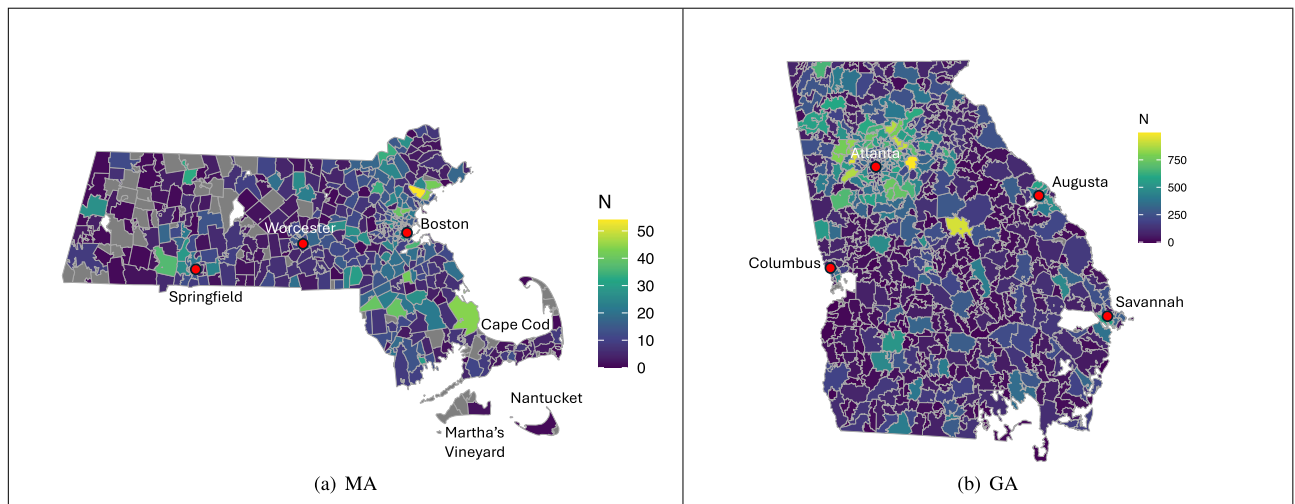 Worcester
Boston
Springfield
Cape Cod
Nantucket
Martha's
Vineyard
N
50
40
30
20
10
0
(a) MA
Atlanta
Augusta
Columbus
Savannah
N
750
500
250
0
(b) GA